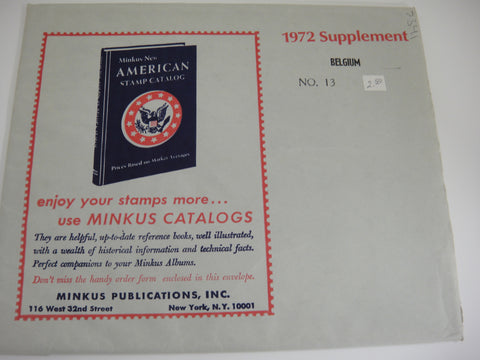 1972 Supplement
BELGIUM
NO. 13
2.00
Minkus New
AMERICAN
STAMP CATALOG
Prices Based on Market Averages
enjoy your stamps more...
use MINKUS CATALOGS
They are helpful, up-to-date reference books, well illustrated,
with a wealth of historical information and technical facts.
Perfect companions to your Minkus Albums.
Don't miss the handy order form enclosed in this envelope.
MINKUS PUBLICATIONS, INC.
116 West 32nd Street New York, N.Y. 10001